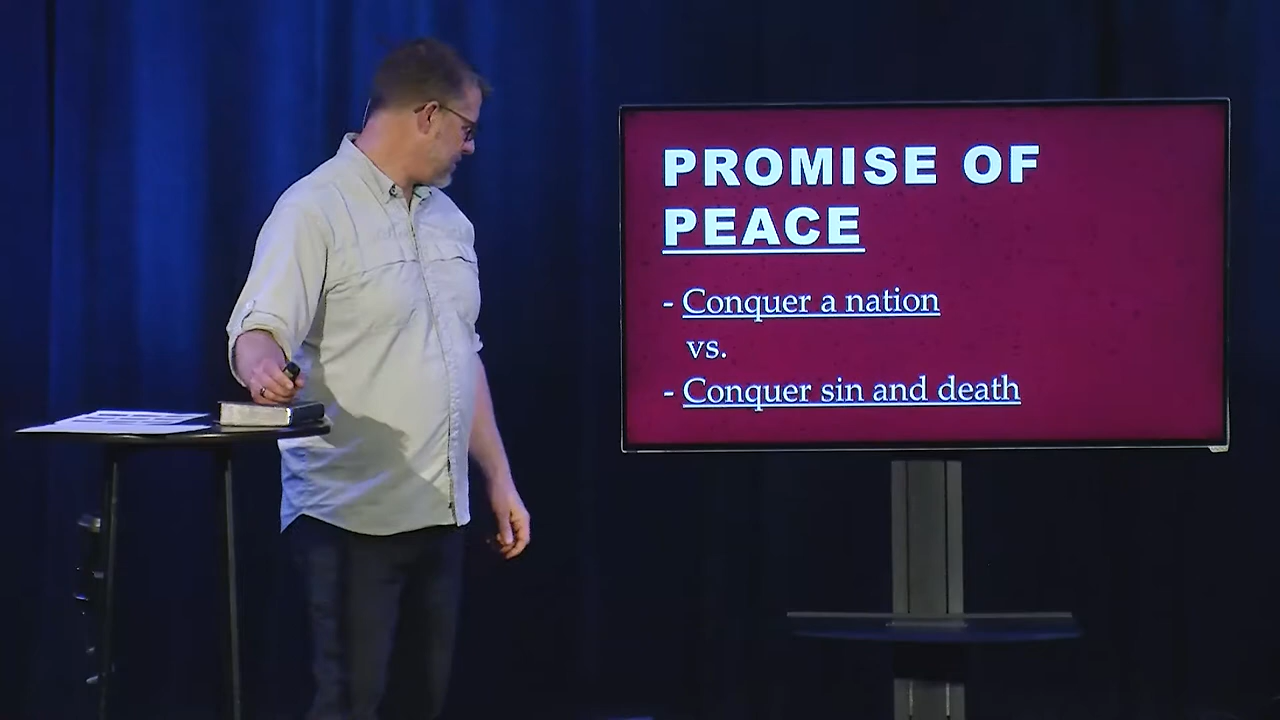 PROMISE OF
PEACE
- Conquer a nation
vs.
- Conquer sin and death